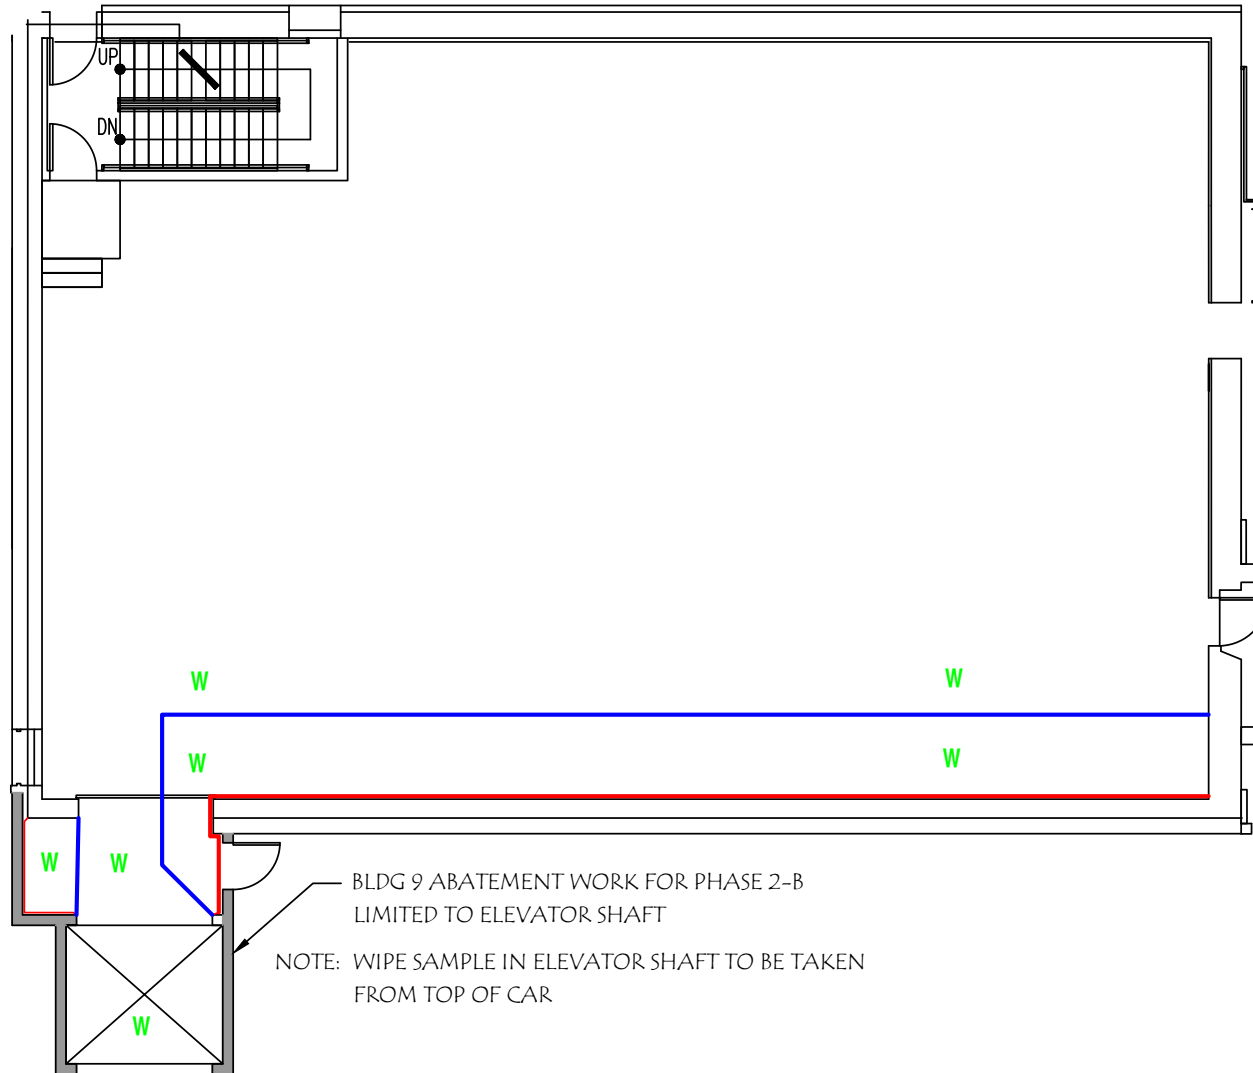 UP
DN
W
W
W
W
W
W
BLDG 9 ABATEMENT WORK FOR PHASE 2-B
LIMITED TO ELEVATOR SHAFT
NOTE: WIPE SAMPLE IN ELEVATOR SHAFT TO BE TAKEN
FROM TOP OF CAR
W